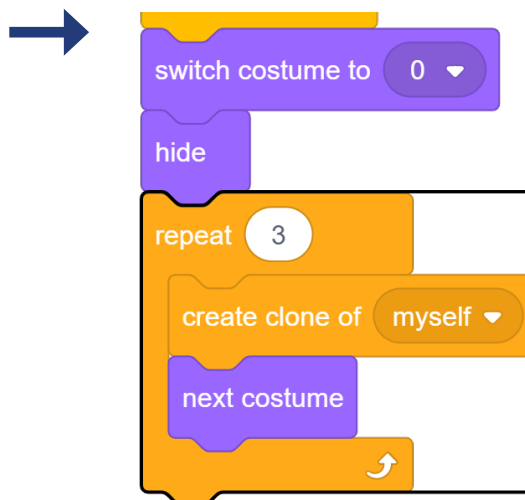 switch costume to 0
hide
repeat 3
create clone of myself
next costume